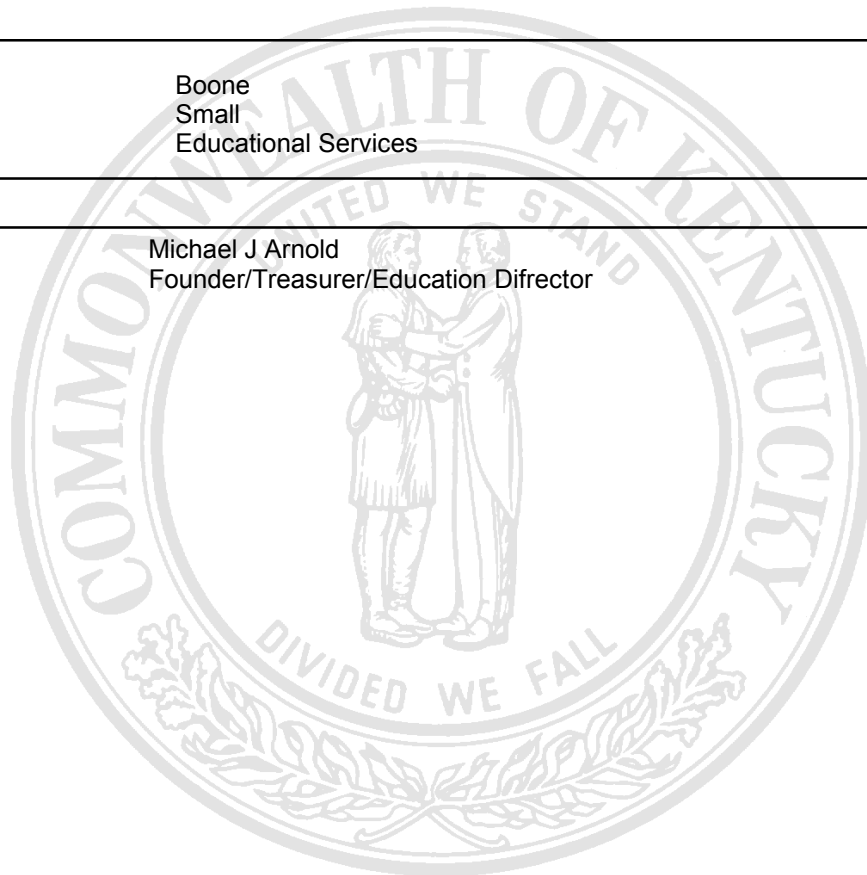 Boone
Small
Educational Services
Michael J Arnold
Founder/Treasurer/Education Difrector
COMMONWEALTH OF KENTUCKY
UNITED WE STAND
DIVIDED WE FALL